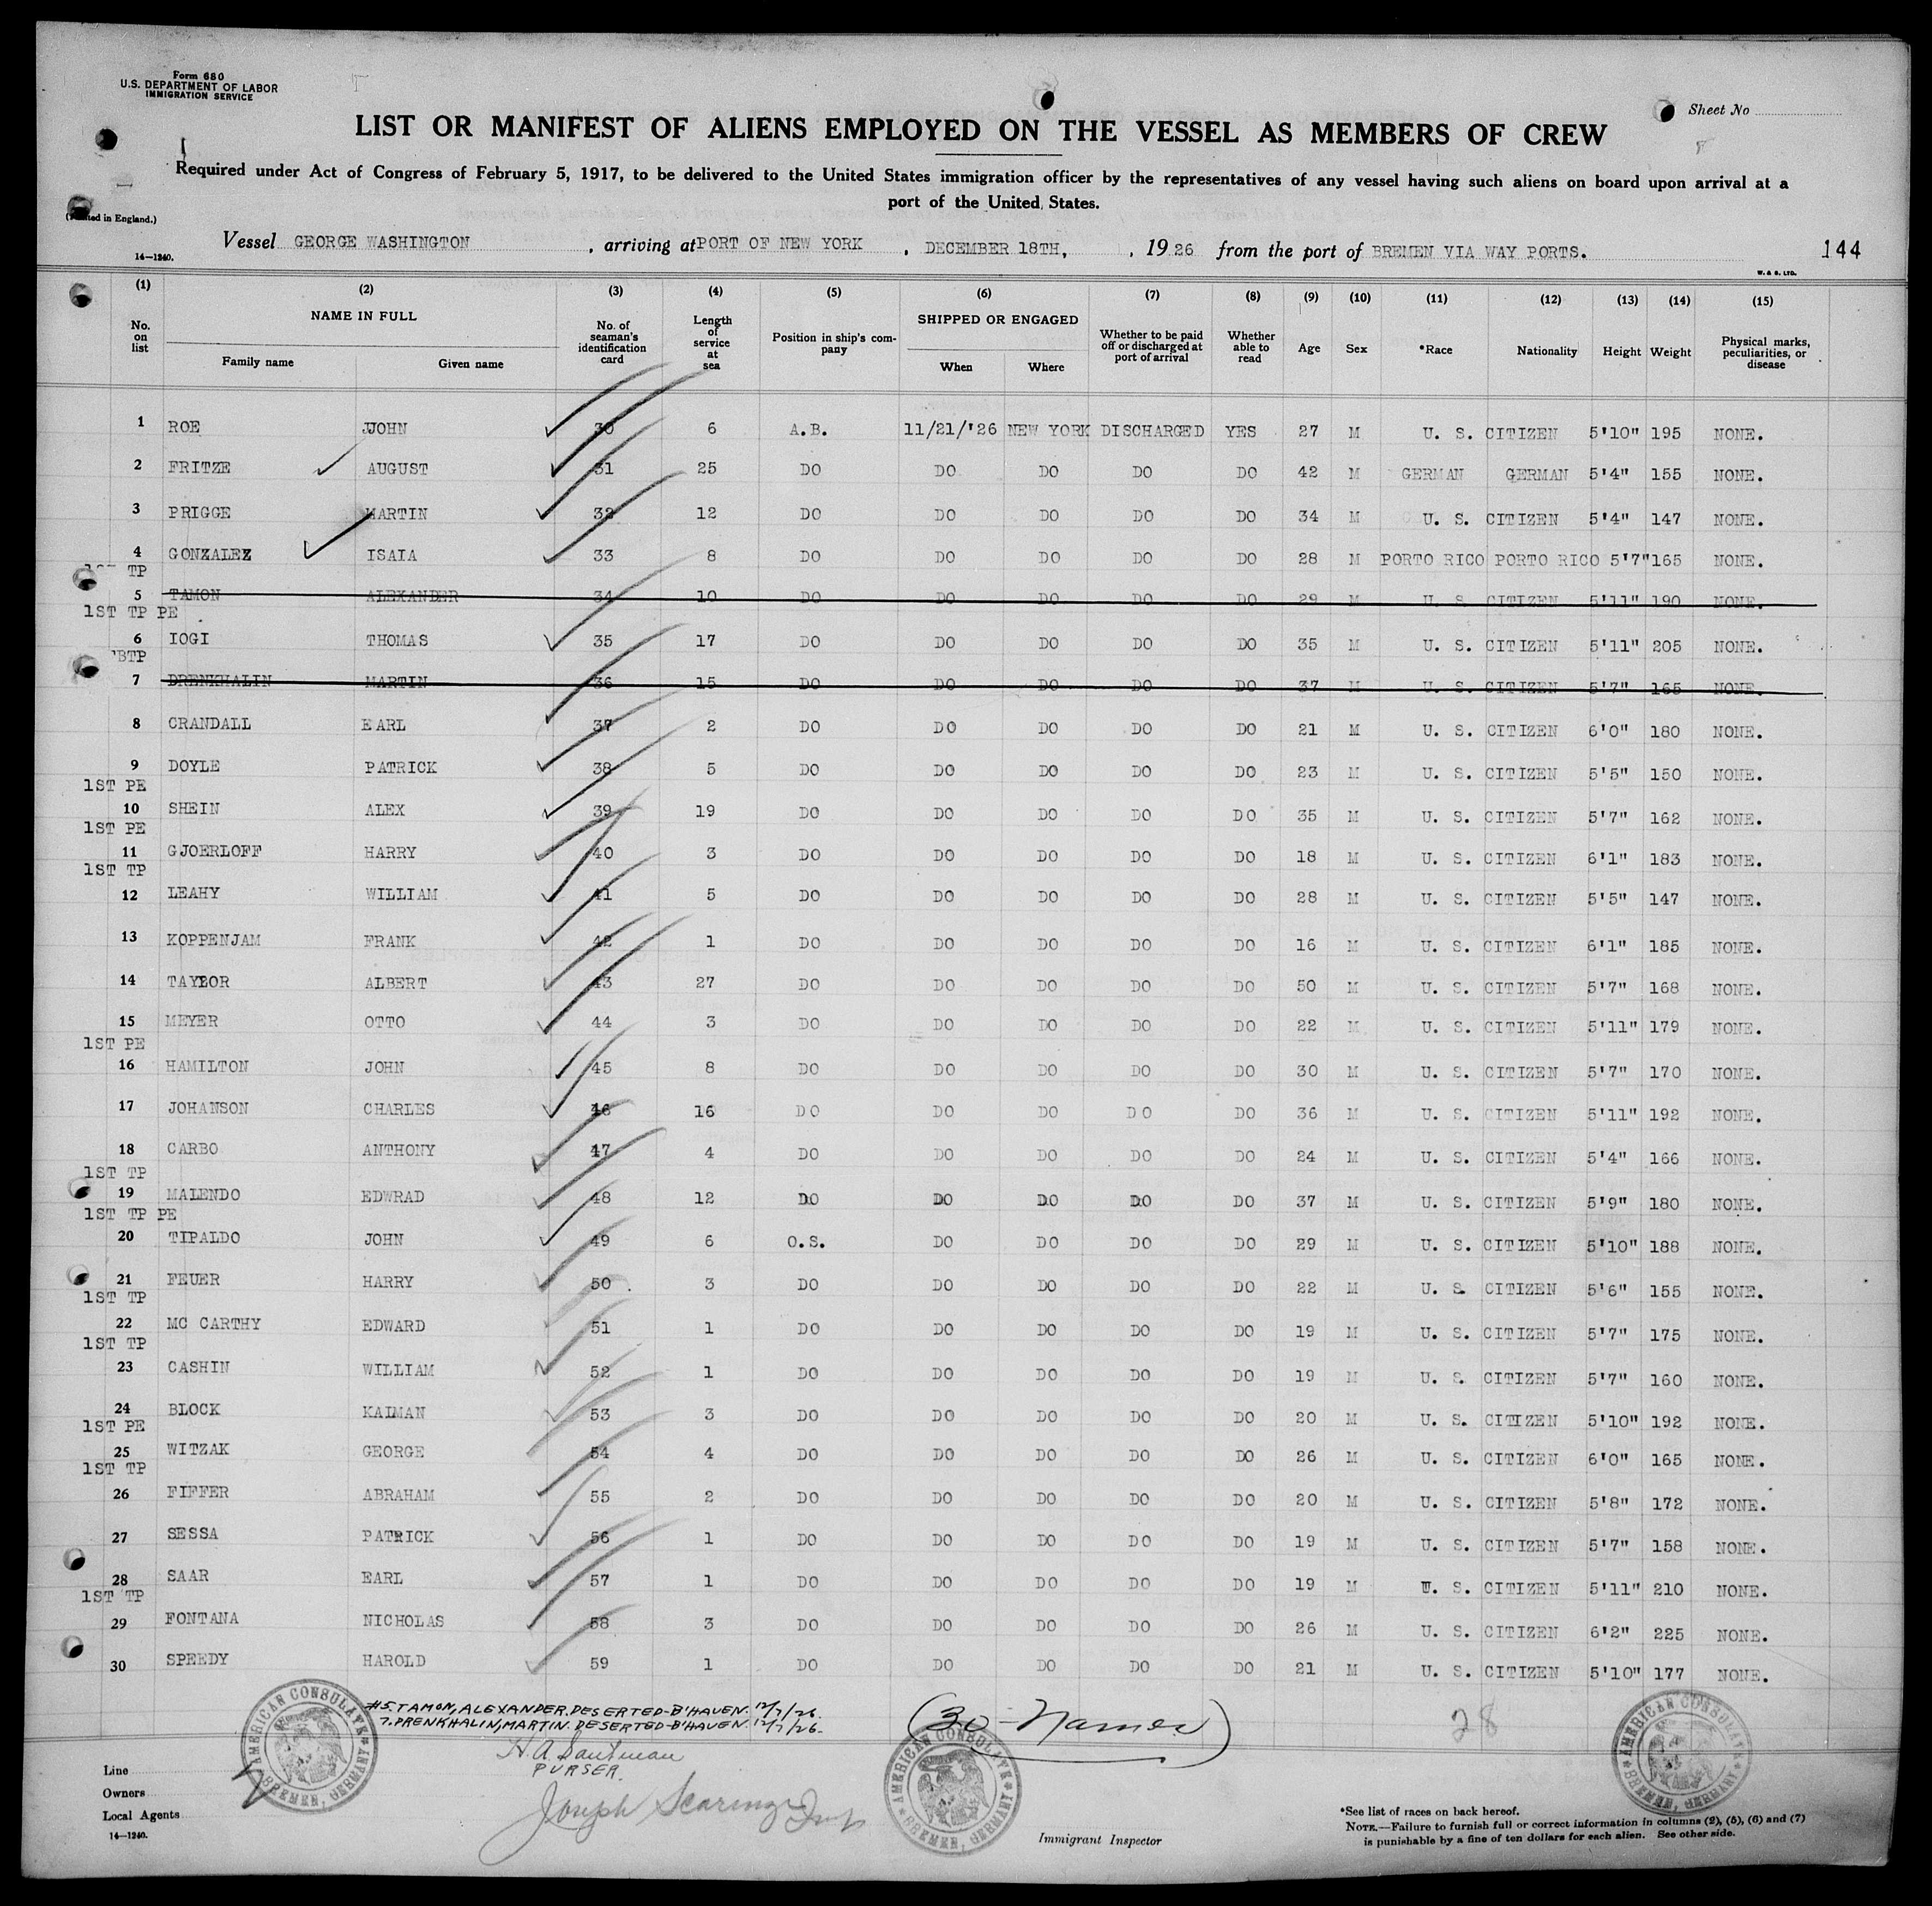 Form 680
U.S. DEPARTMENT OF LABOR
IMMIGRATION SERVICE
Sheet No
LIST OR MANIFEST OF ALIENS EMPLOYED ON THE VESSEL AS MEMBERS OF CREW
Required under Act of Congress of February 5, 1917, to be delivered to the United States immigration officer by the representatives of any vessel having such aliens on board upon arrival at a
port of the United States.
(Printed in England.)
Vessel GEORGE WASHINGTON, arriving at PORT OF NEW YORK, DECEMBER 18TH, , 1926 from the port of BREMEN VIA WAY PORTS. 144
14—1240.
W. & S. LTD.
(1) (2) (3) (4) (5) (6) (7) (8) (9) (10) (11) (12) (13) (14) (15)
No. on list NAME IN FULL Family name Given name No. of seaman's identification card Length of service at sea Position in ship's company SHIPPED OR ENGAGED When Where Whether to be paid off or discharged at port of arrival Whether able to read Age Sex *Race Nationality Height Weight Physical marks, peculiarities, or disease
1 ROE JOHN 30 6 A.B. 11/21/'26 NEW YORK DISCHARGED YES 27 M U. S. CITIZEN 5'10" 195 NONE.
2 FRITZE AUGUST 31 25 DO DO DO DO DO 42 M GERMAN GERMAN 5'4" 155 NONE.
3 PRIGGE MARTIN 32 12 DO DO DO DO DO 34 M U. S. CITIZEN 5'4" 147 NONE.
4 GONZALEZ ISAIA 33 8 DO DO DO DO DO 28 M PORTO RICO PORTO RICO 5'7" 165 NONE.
TP
5 TAMON ALEXANDER 34 10 DO DO DO DO DO 29 M U. S. CITIZEN 5'11" 190 NONE.
1ST TP PE
6 IOGI THOMAS 35 17 DO DO DO DO DO 35 M U. S. CITIZEN 5'11" 205 NONE.
BTP
7 DRENKHALIN MARTIN 36 15 DO DO DO DO DO 37 M U. S. CITIZEN 5'7" 165 NONE.
8 CRANDALL EARL 37 2 DO DO DO DO DO 21 M U. S. CITIZEN 6'0" 180 NONE.
9 DOYLE PATRICK 38 5 DO DO DO DO DO 23 M U. S. CITIZEN 5'5" 150 NONE.
1ST PE
10 SHEIN ALEX 39 19 DO DO DO DO DO 35 M U. S. CITIZEN 5'7" 162 NONE.
1ST PE
11 GJOERLOFF HARRY 40 3 DO DO DO DO DO 18 M U. S. CITIZEN 6'1" 183 NONE.
1ST TP
12 LEAHY WILLIAM 41 5 DO DO DO DO DO 28 M U. S. CITIZEN 5'5" 147 NONE.
13 KOPPENJAM FRANK 42 1 DO DO DO DO DO 16 M U. S. CITIZEN 6'1" 185 NONE.
14 TAYLOR ALBERT 43 27 DO DO DO DO DO 50 M U. S. CITIZEN 5'7" 168 NONE.
15 MEYER OTTO 44 3 DO DO DO DO DO 22 M U. S. CITIZEN 5'11" 179 NONE.
1ST PE
16 HAMILTON JOHN 45 8 DO DO DO DO DO 30 M U. S. CITIZEN 5'7" 170 NONE.
17 JOHANSON CHARLES 46 16 DO DO DO DO DO 36 M U. S. CITIZEN 5'11" 192 NONE.
18 CARBO ANTHONY 47 4 DO DO DO DO DO 24 M U. S. CITIZEN 5'4" 166 NONE.
1ST TP
19 MALENDO EDWRAD 48 12 DO DO DO DO DO 37 M U. S. CITIZEN 5'9" 180 NONE.
1ST TP PE
20 TIPALDO JOHN 49 6 O.S. DO DO DO DO 29 M U. S. CITIZEN 5'10" 188 NONE.
21 FEUER HARRY 50 3 DO DO DO DO DO 22 M U. S. CITIZEN 5'6" 155 NONE.
1ST TP
22 MC CARTHY EDWARD 51 1 DO DO DO DO DO 19 M U. S. CITIZEN 5'7" 175 NONE.
1ST TP
23 CASHIN WILLIAM 52 1 DO DO DO DO DO 19 M U. S. CITIZEN 5'7" 160 NONE.
24 BLOCK KALMAN 53 3 DO DO DO DO DO 20 M U. S. CITIZEN 5'10" 192 NONE.
1ST PE
25 WITZAK GEORGE 54 4 DO DO DO DO DO 26 M U. S. CITIZEN 6'0" 165 NONE.
1ST TP
26 FIFFER ABRAHAM 55 2 DO DO DO DO DO 20 M U. S. CITIZEN 5'8" 172 NONE.
27 SESSA PATRICK 56 1 DO DO DO DO DO 19 M U. S. CITIZEN 5'7" 158 NONE.
28 SAAR EARL 57 1 DO DO DO DO DO 19 M U. S. CITIZEN 5'11" 210 NONE.
1ST TP
29 FONTANA NICHOLAS 58 3 DO DO DO DO DO 26 M U. S. CITIZEN 6'2" 225 NONE.
30 SPEEDY HAROLD 59 1 DO DO DO DO DO 21 M U. S. CITIZEN 5'10" 177 NONE.
#5. TAMON, ALEXANDER. DESERTED-B'HAVEN. 12/7/26.
7. DRENKHALIN, MARTIN. DESERTED-B'HAVEN. 12/7/26.
(30 - Names) 28
H. A.
PURSER.
Joseph
AMERICAN CONSULATE BREMEN, GERMANY
AMERICAN CONSULATE BREMEN, GERMANY
AMERICAN CONSULATE BREMEN, GERMANY
Line
Owners
Local Agents
14—1240.
Immigrant Inspector
*See list of races on back hereof.
NOTE.—Failure to furnish full or correct information in columns (2), (5), (6) and (7)
is punishable by a fine of ten dollars for each alien. See other side.